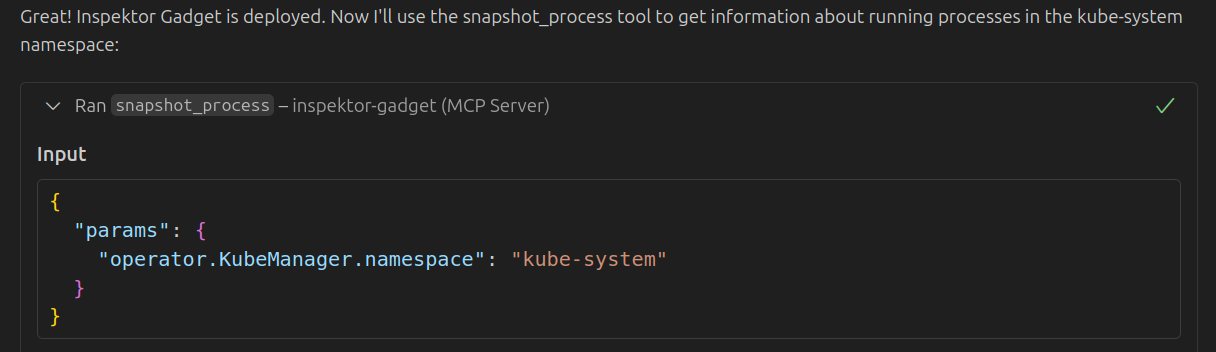 Great! Inspektor Gadget is deployed. Now I'll use the snapshot_process tool to get information about running processes in the kube-system
namespace:
Ran snapshot_process – inspektor-gadget (MCP Server)
Input
{
  "params": {
    "operator.KubeManager.namespace": "kube-system"
  }
}